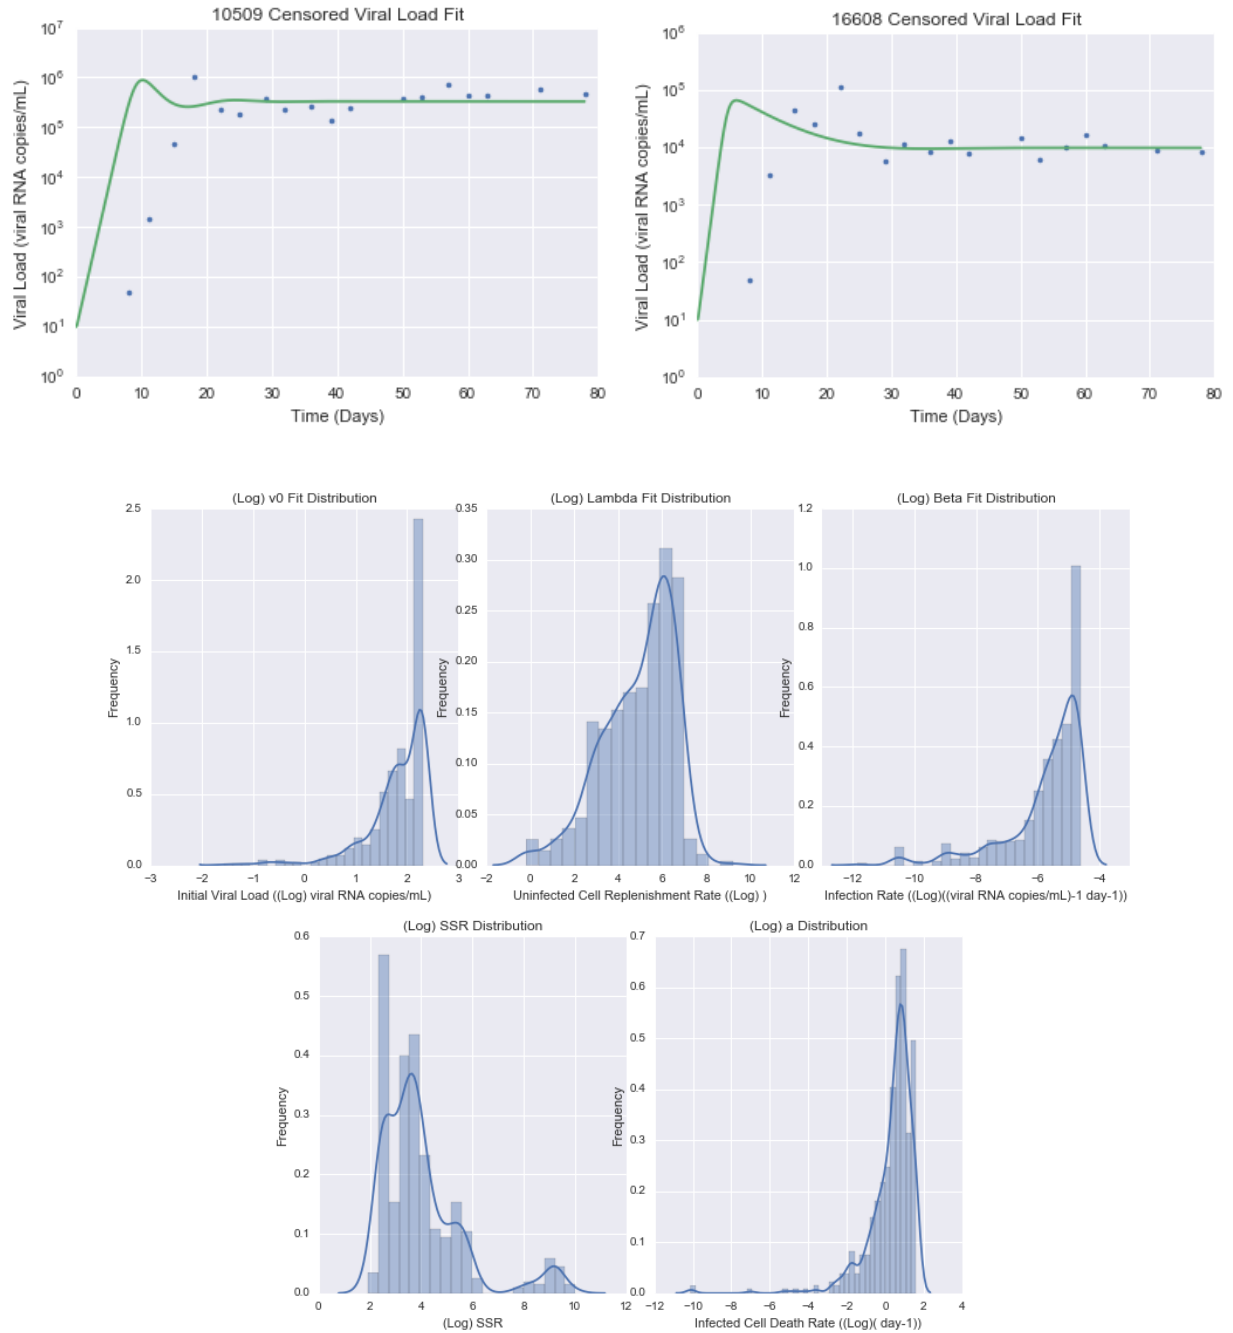 10509 Censored Viral Load Fit
Viral Load (viral RNA copies/mL)
10^7
10^6
10^5
10^4
10^3
10^2
10^1
10^0
0 10 20 30 40 50 60 70 80
Time (Days)
16608 Censored Viral Load Fit
Viral Load (viral RNA copies/mL)
10^6
10^5
10^4
10^3
10^2
10^1
10^0
0 10 20 30 40 50 60 70 80
Time (Days)
(Log) v0 Fit Distribution
Frequency
2.5
2.0
1.5
1.0
0.5
0.0
−3 −2 −1 0 1 2 3
Initial Viral Load ((Log) viral RNA copies/mL)
(Log) Lambda Fit Distribution
Frequency
0.35
0.30
0.25
0.20
0.15
0.10
0.05
0.00
−2 0 2 4 6 8 10 12
Uninfected Cell Replenishment Rate ((Log) )
(Log) Beta Fit Distribution
Frequency
1.2
1.0
0.8
0.6
0.4
0.2
0.0
−12 −10 −8 −6 −4
Infection Rate ((Log)((viral RNA copies/mL)-1 day-1))
(Log) SSR Distribution
Frequency
0.6
0.5
0.4
0.3
0.2
0.1
0.0
0 2 4 6 8 10 12
(Log) SSR
(Log) a Distribution
Frequency
0.7
0.6
0.5
0.4
0.3
0.2
0.1
0.0
−12 −10 −8 −6 −4 −2 0 2 4
Infected Cell Death Rate ((Log)( day-1))